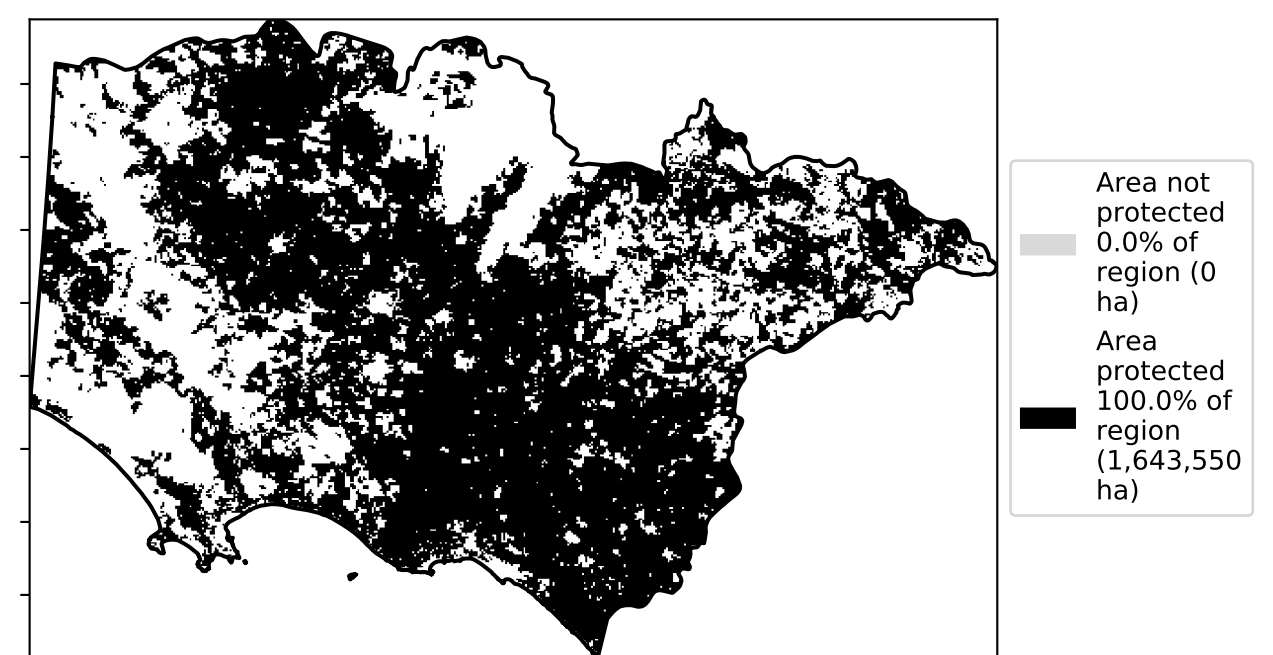 Area not
protected
0.0% of
region (0
ha)
Area
protected
100.0% of
region
(1,643,550
ha)